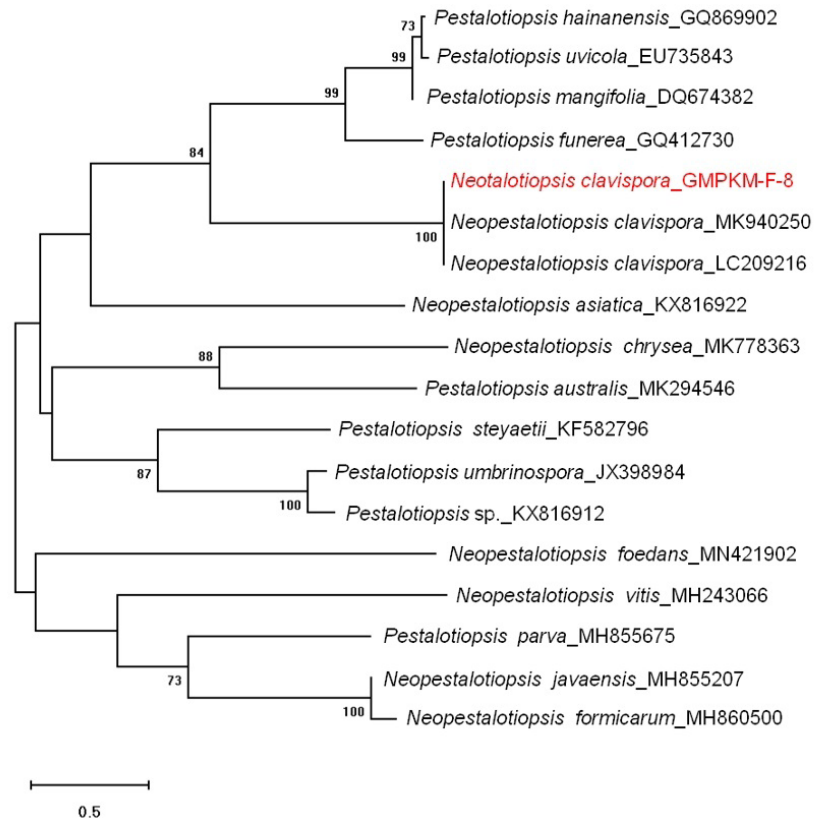 73
Pestalotiopsis hainanensis_GQ869902
99
Pestalotiopsis uvicola_EU735843
99
Pestalotiopsis mangifolia_DQ674382
Pestalotiopsis funerea_GQ412730
84
Neotalotiopsis clavispora_GMPKM-F-8
Neopestalotiopsis clavispora_MK940250
100
Neopestalotiopsis clavispora_LC209216
Neopestalotiopsis asiatica_KX816922
Neopestalotiopsis chrysea_MK778363
88
Pestalotiopsis australis_MK294546
Pestalotiopsis steyaetii_KF582796
87
Pestalotiopsis umbrinospora_JX398984
100
Pestalotiopsis sp._KX816912
Neopestalotiopsis foedans_MN421902
Neopestalotiopsis vitis_MH243066
Pestalotiopsis parva_MH855675
73
Neopestalotiopsis javaensis_MH855207
100
Neopestalotiopsis formicarum_MH860500
0.5